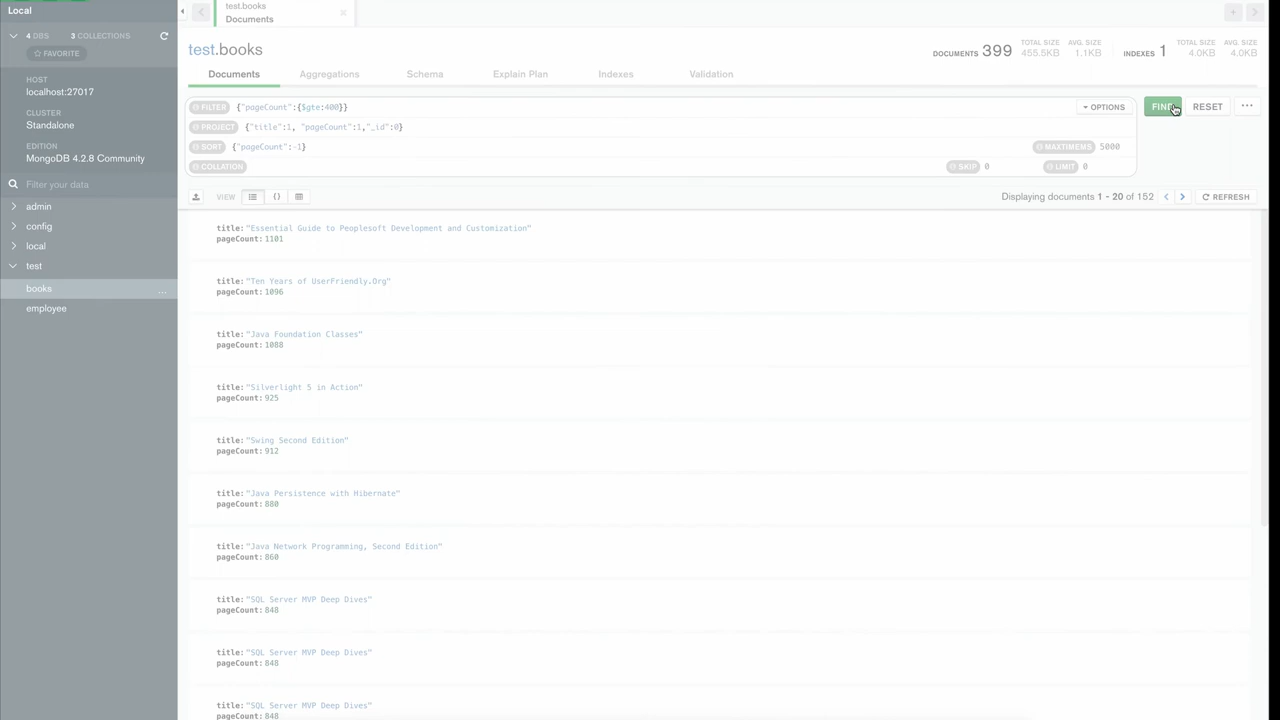 Local
4 DBS 3 COLLECTIONS
☆ FAVORITE
HOST
localhost:27017
CLUSTER
Standalone
EDITION
MongoDB 4.2.8 Community
Filter your data
admin
config
local
test
books ...
employee
test.books
Documents
test.books
DOCUMENTS 399 TOTAL SIZE 455.5KB AVG. SIZE 1.1KB INDEXES 1 TOTAL SIZE 4.0KB AVG. SIZE 4.0KB
Documents Aggregations Schema Explain Plan Indexes Validation
FILTER {"pageCount":{$gte:400}} OPTIONS FIND RESET ...
PROJECT {"title":1, "pageCount":1,"_id":0}
SORT {"pageCount":-1} MAXTIMEMS 5000
COLLATION SKIP 0 LIMIT 0
VIEW {} Displaying documents 1 - 20 of 152 < > REFRESH
title:"Essential Guide to Peoplesoft Development and Customization"
pageCount:1101
title:"Ten Years of UserFriendly.Org"
pageCount:1096
title:"Java Foundation Classes"
pageCount:1088
title:"Silverlight 5 in Action"
pageCount:925
title:"Swing Second Edition"
pageCount:912
title:"Java Persistence with Hibernate"
pageCount:880
title:"Java Network Programming, Second Edition"
pageCount:860
title:"SQL Server MVP Deep Dives"
pageCount:848
title:"SQL Server MVP Deep Dives"
pageCount:848
title:"SQL Server MVP Deep Dives"
pageCount:848